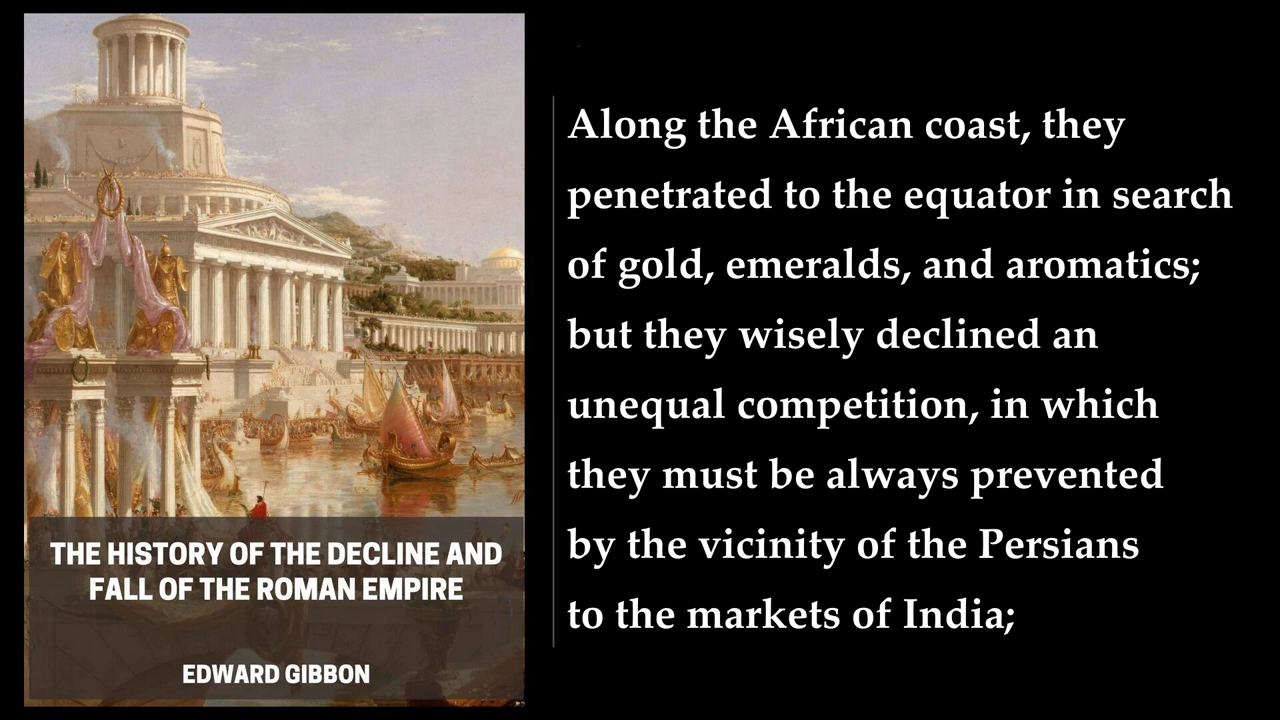 THE HISTORY OF THE DECLINE AND
FALL OF THE ROMAN EMPIRE
EDWARD GIBBON
Along the African coast, they
penetrated to the equator in search
of gold, emeralds, and aromatics;
but they wisely declined an
unequal competition, in which
they must be always prevented
by the vicinity of the Persians
to the markets of India;